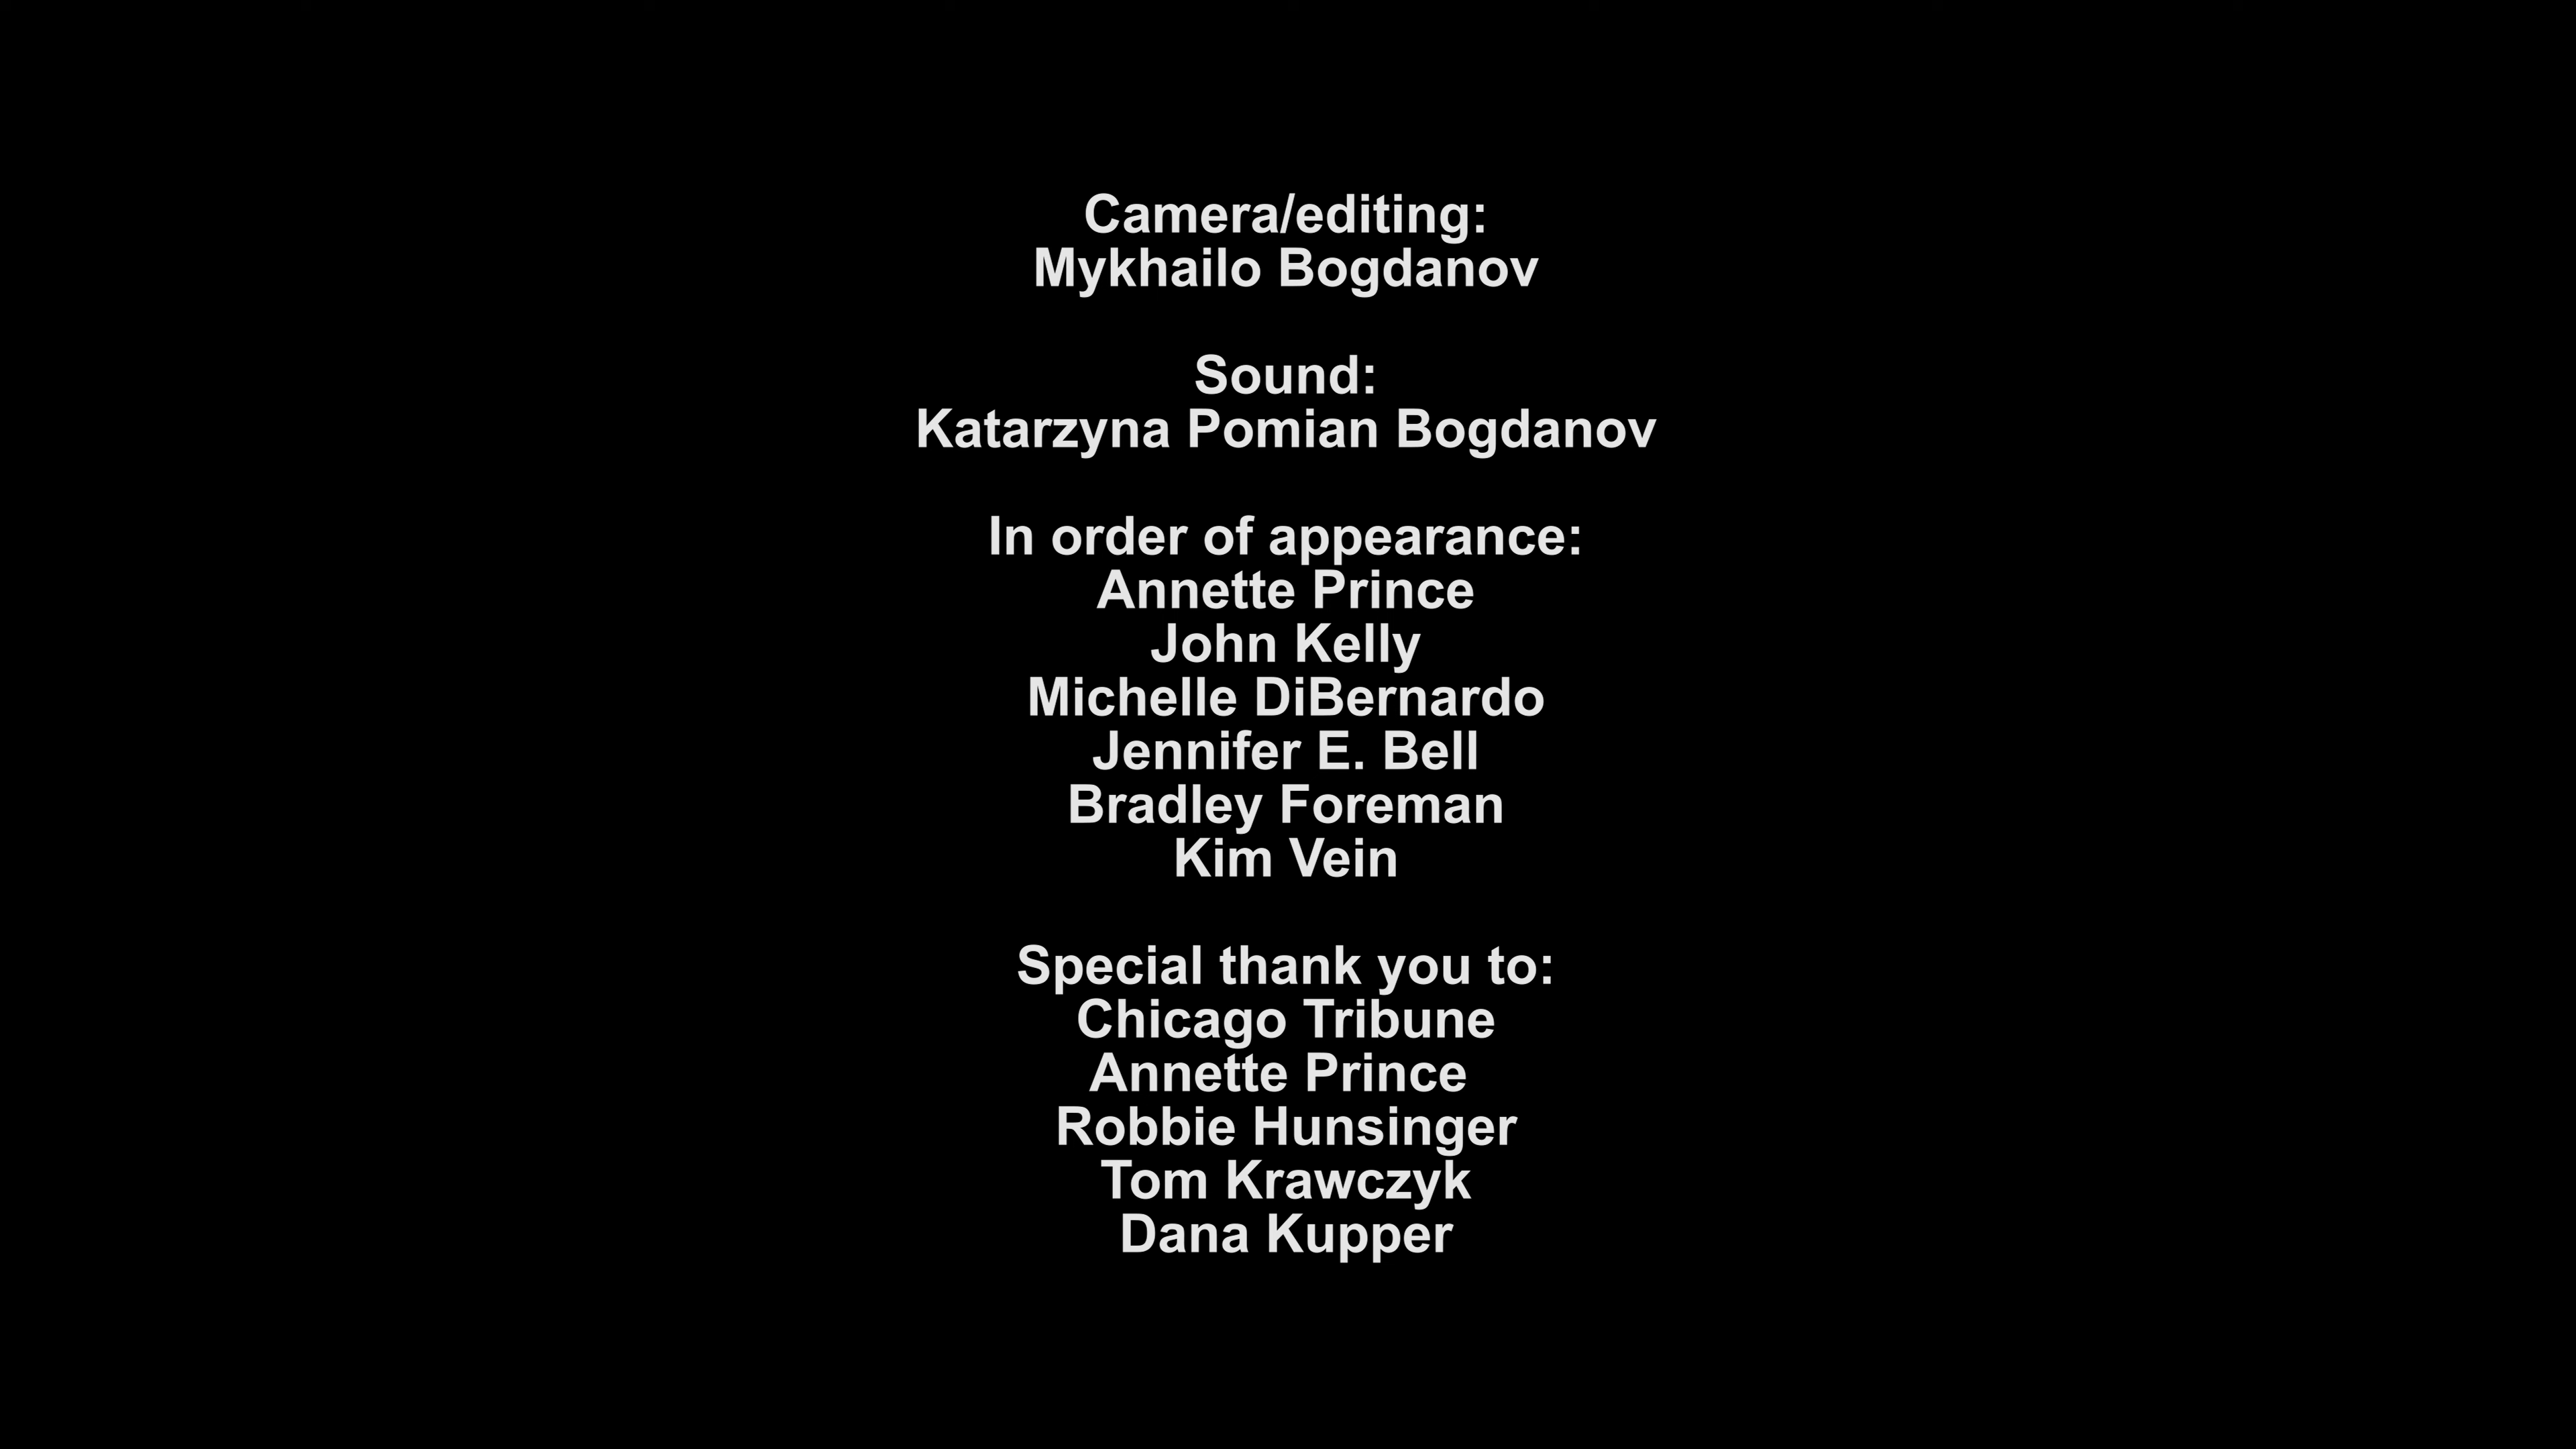 Camera/editing:
Mykhailo Bogdanov
Sound:
Katarzyna Pomian Bogdanov
In order of appearance:
Annette Prince
John Kelly
Michelle DiBernardo
Jennifer E. Bell
Bradley Foreman
Kim Vein
Special thank you to:
Chicago Tribune
Annette Prince
Robbie Hunsinger
Tom Krawczyk
Dana Kupper